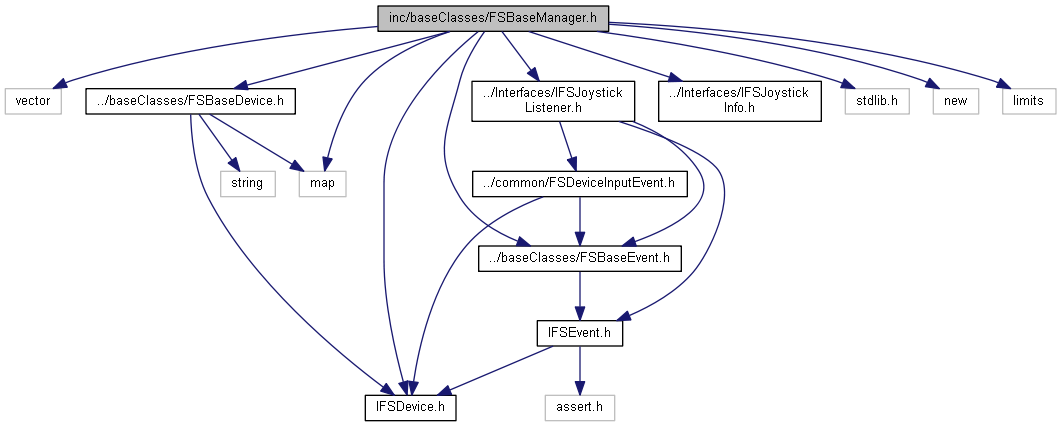 inc/baseClasses/FSBaseManager.h
vector
../baseClasses/FSBaseDevice.h
../Interfaces/IFSJoystick
Listener.h
../Interfaces/IFSJoystick
Info.h
stdlib.h
new
limits
string
map
../common/FSDeviceInputEvent.h
../baseClasses/FSBaseEvent.h
IFSEvent.h
IFSDevice.h
assert.h